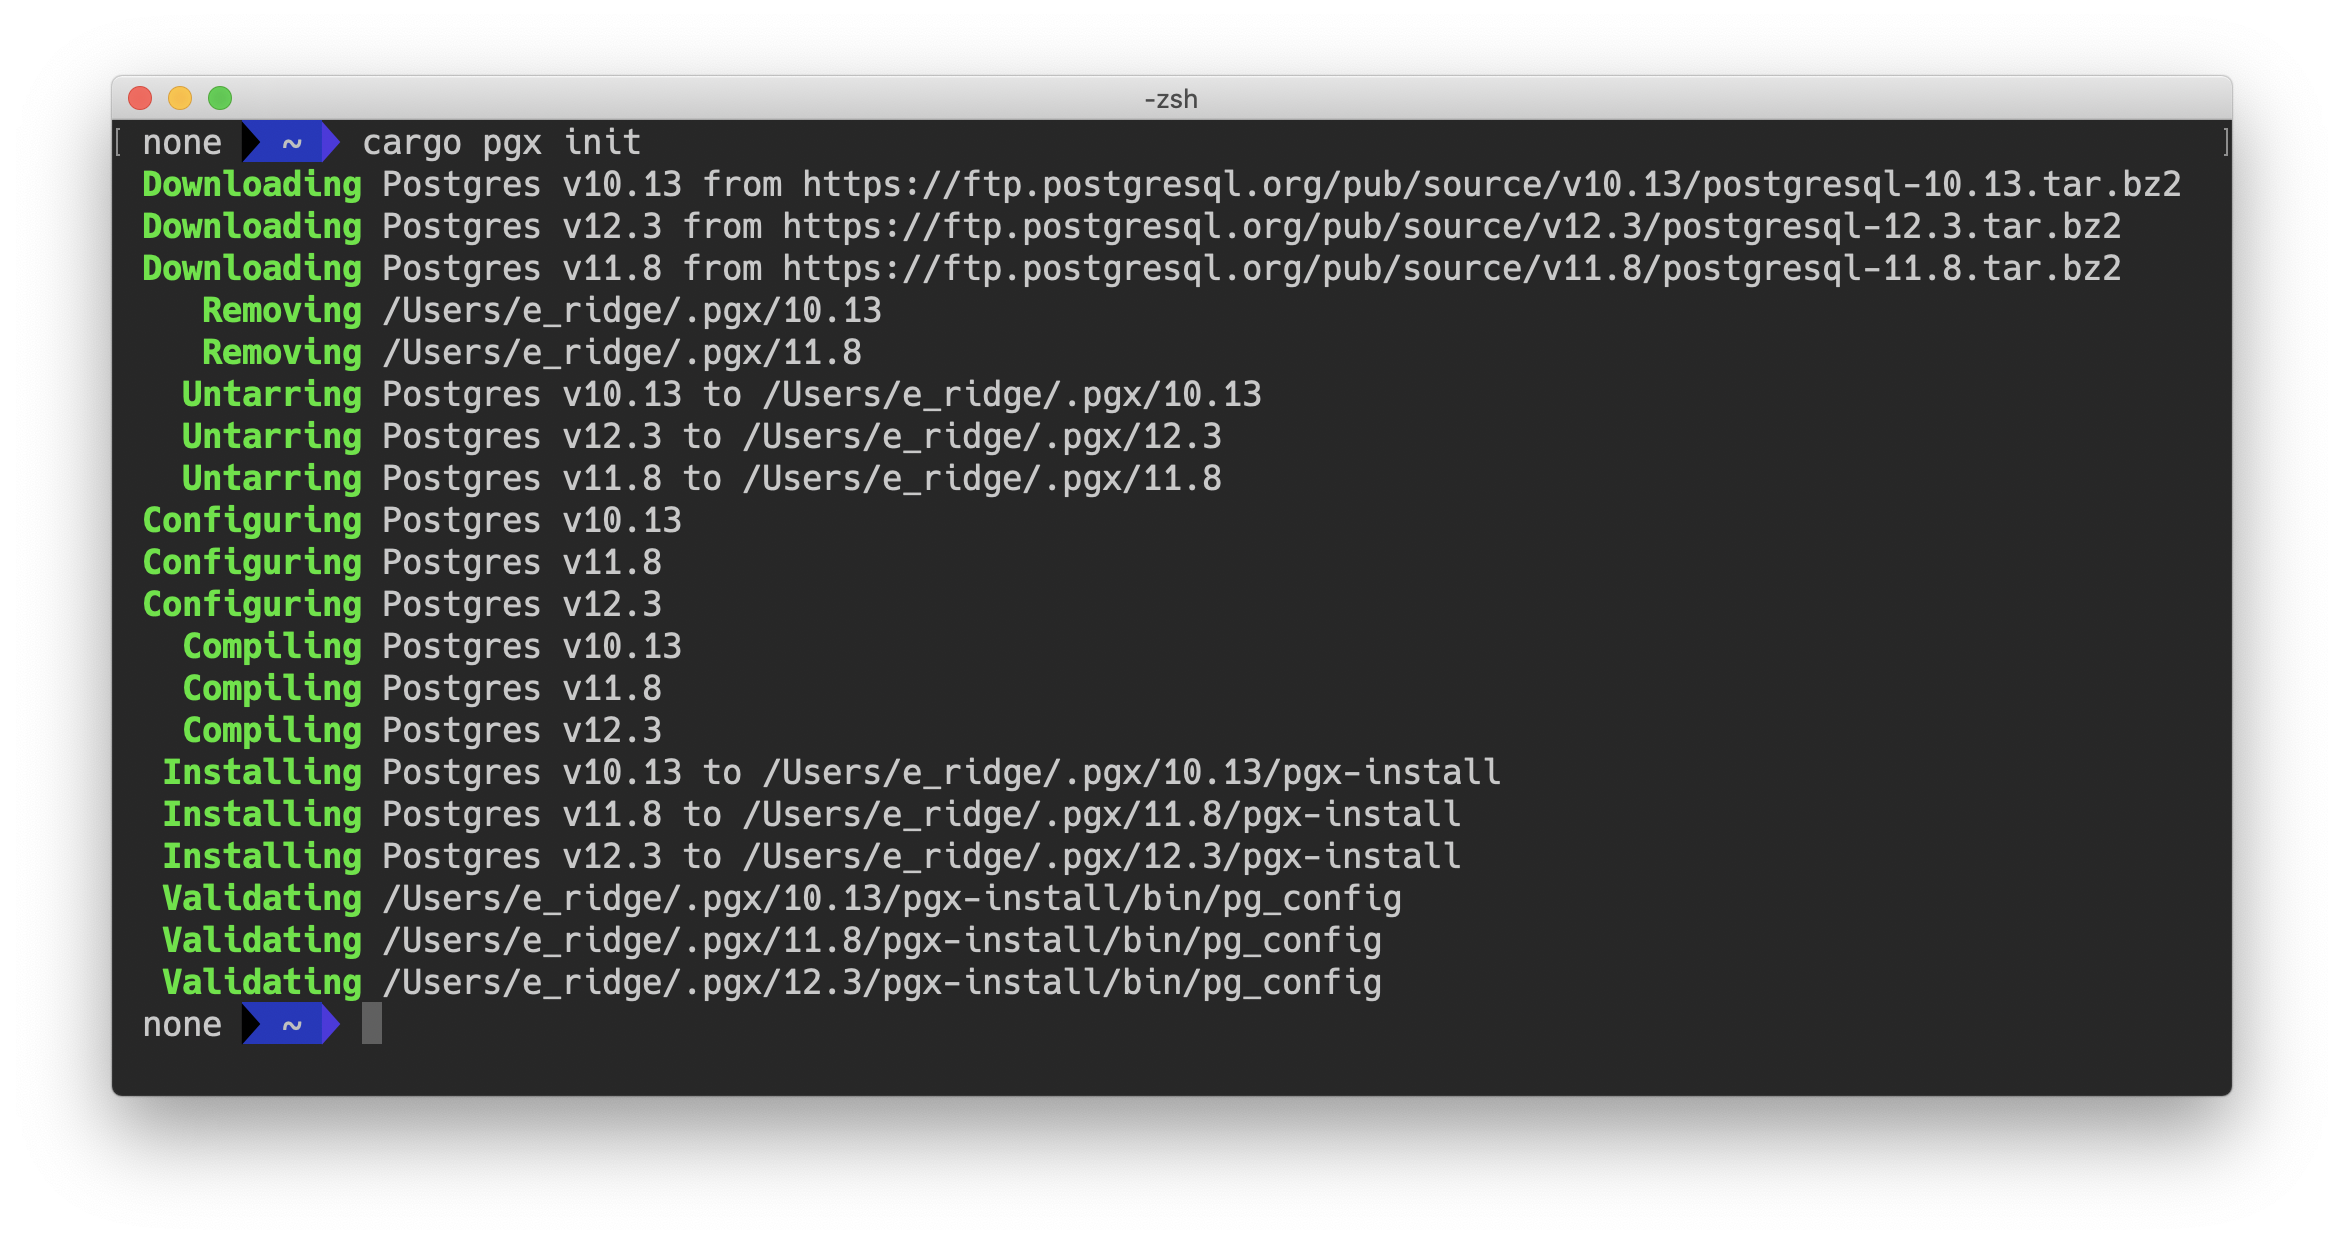 -zsh
none ~ cargo pgx init
Downloading Postgres v10.13 from https://ftp.postgresql.org/pub/source/v10.13/postgresql-10.13.tar.bz2
Downloading Postgres v12.3 from https://ftp.postgresql.org/pub/source/v12.3/postgresql-12.3.tar.bz2
Downloading Postgres v11.8 from https://ftp.postgresql.org/pub/source/v11.8/postgresql-11.8.tar.bz2
Removing /Users/e_ridge/.pgx/10.13
Removing /Users/e_ridge/.pgx/11.8
Untarring Postgres v10.13 to /Users/e_ridge/.pgx/10.13
Untarring Postgres v12.3 to /Users/e_ridge/.pgx/12.3
Untarring Postgres v11.8 to /Users/e_ridge/.pgx/11.8
Configuring Postgres v10.13
Configuring Postgres v11.8
Configuring Postgres v12.3
Compiling Postgres v10.13
Compiling Postgres v11.8
Compiling Postgres v12.3
Installing Postgres v10.13 to /Users/e_ridge/.pgx/10.13/pgx-install
Installing Postgres v11.8 to /Users/e_ridge/.pgx/11.8/pgx-install
Installing Postgres v12.3 to /Users/e_ridge/.pgx/12.3/pgx-install
Validating /Users/e_ridge/.pgx/10.13/pgx-install/bin/pg_config
Validating /Users/e_ridge/.pgx/11.8/pgx-install/bin/pg_config
Validating /Users/e_ridge/.pgx/12.3/pgx-install/bin/pg_config
none ~